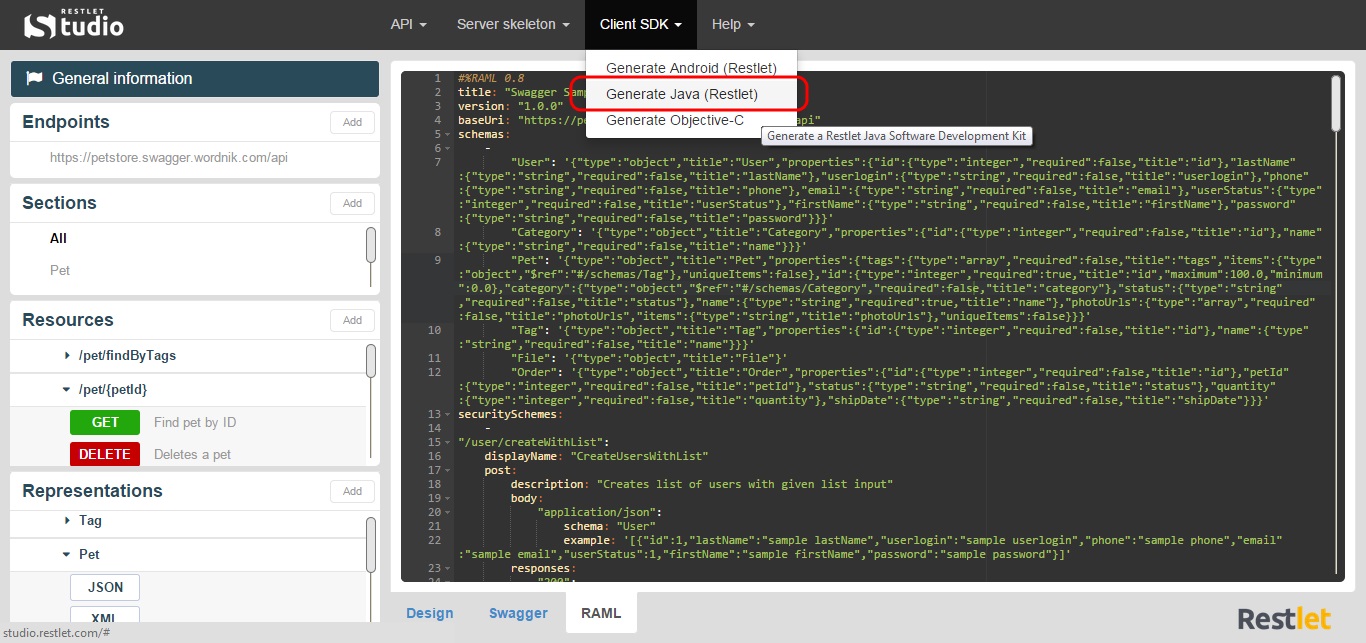 RESTLET
Studio
API
Server skeleton
Client SDK
Help
Generate Android (Restlet)
Generate Java (Restlet)
Generate Objective-C
Generate a Restlet Java Software Development Kit
General information
Endpoints
Add
https://petstore.swagger.wordnik.com/api
Sections
Add
All
Pet
Resources
Add
/pet/findByTags
/pet/{petId}
GET Find pet by ID
DELETE Deletes a pet
Representations
Add
Tag
Pet
JSON
XML
studio.restlet.com/#
1 #%RAML 0.8
2 title: "Swagger Sam
3 version: "1.0.0"
4 baseUri: "https://pe api"
5 schemas:
6 -
7 "User": '{"type":"object","title":"User","properties":{"id":{"type":"integer","required":false,"title":"id"},"lastName"
:{"type":"string","required":false,"title":"lastName"},"userlogin":{"type":"string","required":false,"title":"userlogin"},"phone"
:{"type":"string","required":false,"title":"phone"},"email":{"type":"string","required":false,"title":"email"},"userStatus":{"type"
:"integer","required":false,"title":"userStatus"},"firstName":{"type":"string","required":false,"title":"firstName"},"password"
:{"type":"string","required":false,"title":"password"}}}'
8 "Category": '{"type":"object","title":"Category","properties":{"id":{"type":"integer","required":false,"title":"id"},"name"
:{"type":"string","required":false,"title":"name"}}}'
9 "Pet": '{"type":"object","title":"Pet","properties":{"tags":{"type":"array","required":false,"title":"tags","items":{"type"
:"object","$ref":"#/schemas/Tag"},"uniqueItems":false},"id":{"type":"integer","required":true,"title":"id","maximum":100.0,"minimum"
:0.0},"category":{"type":"object","$ref":"#/schemas/Category","required":false,"title":"category"},"status":{"type":"string"
,"required":false,"title":"status"},"name":{"type":"string","required":true,"title":"name"},"photoUrls":{"type":"array","required"
:false,"title":"photoUrls","items":{"type":"string","title":"photoUrls"},"uniqueItems":false}}}'
10 "Tag": '{"type":"object","title":"Tag","properties":{"id":{"type":"integer","required":false,"title":"id"},"name":{"type"
:"string","required":false,"title":"name"}}}'
11 "File": '{"type":"object","title":"File"}'
12 "Order": '{"type":"object","title":"Order","properties":{"id":{"type":"integer","required":false,"title":"id"},"petId"
:{"type":"integer","required":false,"title":"petId"},"status":{"type":"string","required":false,"title":"status"},"quantity"
:{"type":"integer","required":false,"title":"quantity"},"shipDate":{"type":"string","required":false,"title":"shipDate"}}}'
13 securitySchemes:
14 -
15 "/user/createWithList":
16 displayName: "CreateUsersWithList"
17 post:
18 description: "Creates list of users with given list input"
19 body:
20 "application/json":
21 schema: "User"
22 example: '[{"id":1,"lastName":"sample lastName","userlogin":"sample userlogin","phone":"sample phone","email"
:"sample email","userStatus":1,"firstName":"sample firstName","password":"sample password"}]'
23 responses:
24 "200":
Design
Swagger
RAML
Restlet